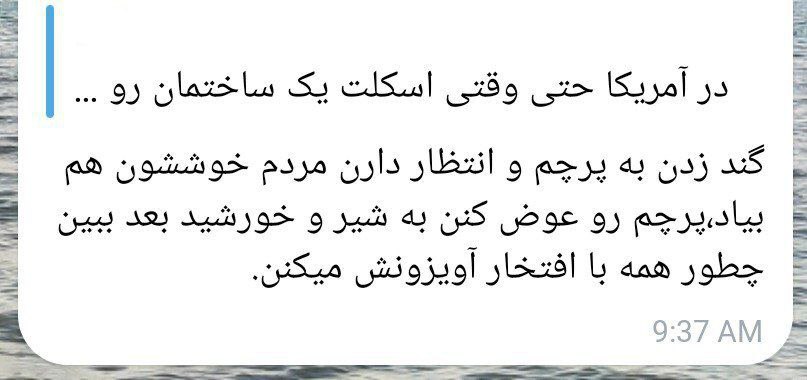 در آمریکا حتی وقتی اسکلت یک ساختمان رو ...
گند زدن به پرچم و انتظار دارن مردم خوششون هم
بیاد،پرچم رو عوض کنن به شیر و خورشید بعد ببین
چطور همه با افتخار آویزونش میکنن.
9:37 AM